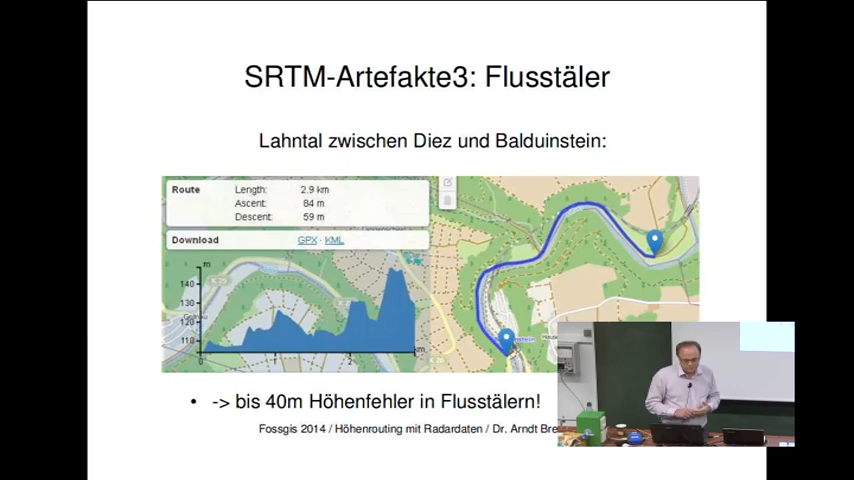 SRTM-Artefakte3: Flusstäler
Lahntal zwischen Diez und Balduinstein:
Route
Length: 2.9 km
Ascent: 84 m
Descent: 59 m
Download
GPX · KML
m
140
130
120
110
0
1
2
km
• -> bis 40m Höhenfehler in Flusstälern!
Fossgis 2014 / Höhenrouting mit Radardaten / Dr. Arndt Bre